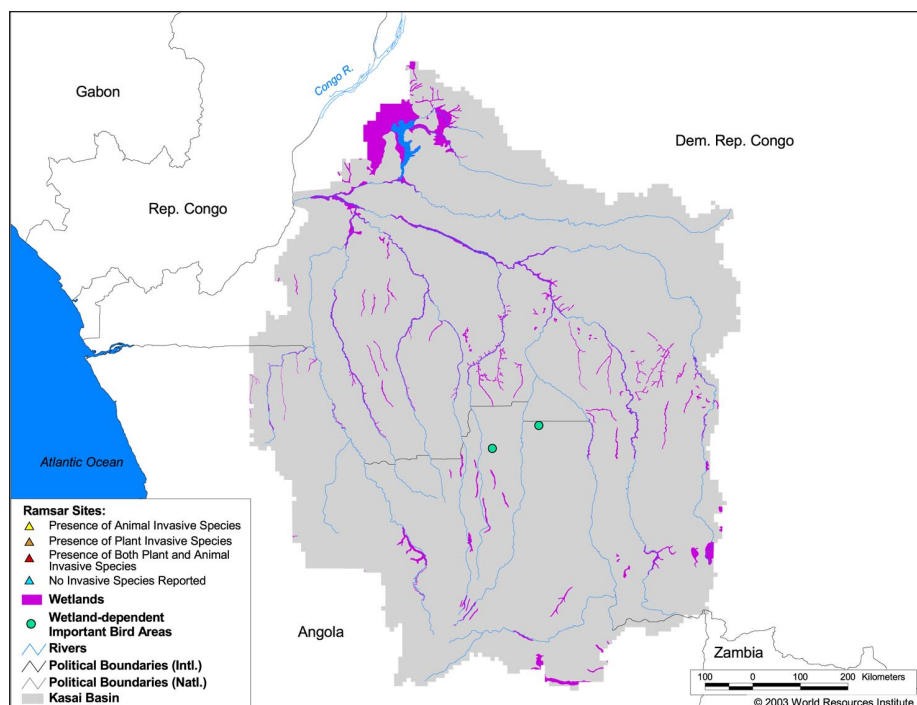 Congo R.
Gabon
Dem. Rep. Congo
Rep. Congo
Atlantic Ocean
Ramsar Sites:
Presence of Animal Invasive Species
Presence of Plant Invasive Species
Presence of Both Plant and Animal
Invasive Species
No Invasive Species Reported
Wetlands
Wetland-dependent
Important Bird Areas
Rivers
Political Boundaries (Intl.)
Political Boundaries (Natl.)
Kasai Basin
Angola
Zambia
100 0 100 200 Kilometers
© 2003 World Resources Institute